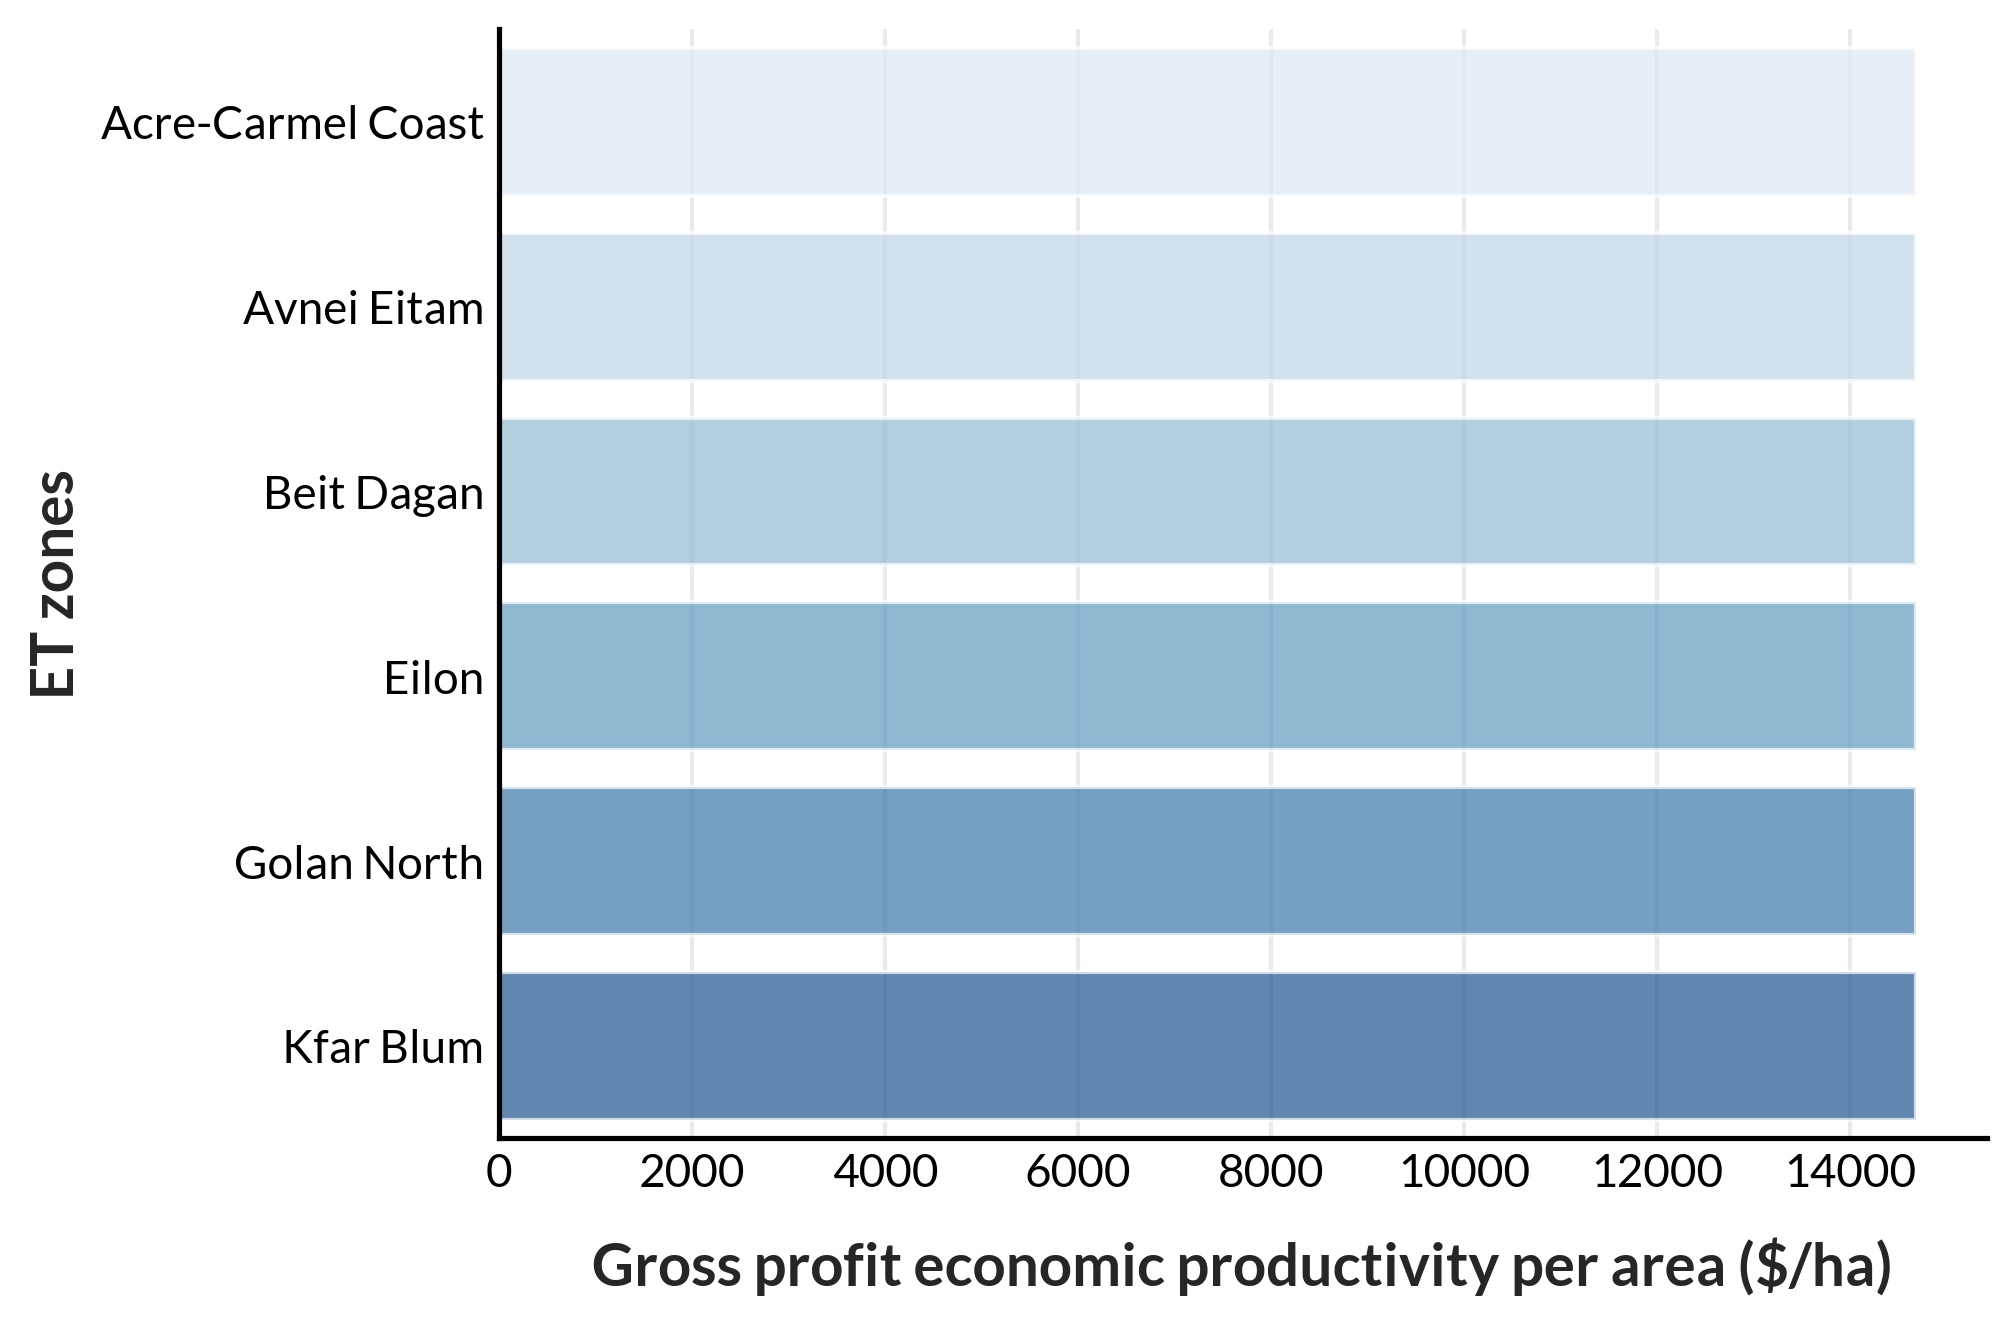 Acre-Carmel Coast
Avnei Eitam
Beit Dagan
Eilon
Golan North
Kfar Blum
ET zones
0 2000 4000 6000 8000 10000 12000 14000
Gross profit economic productivity per area ($/ha)